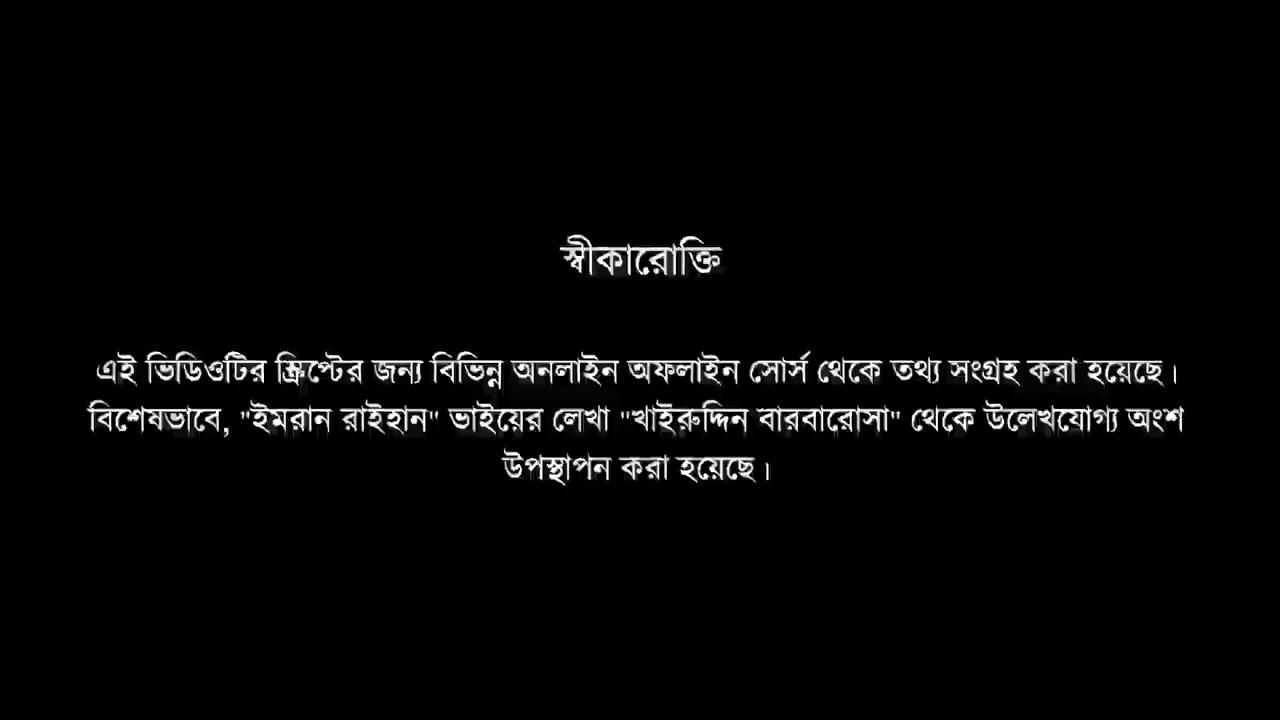 স্বীকারোক্তি
এই ভিডিওটির স্ক্রিপ্টের জন্য বিভিন্ন অনলাইন অফলাইন সোর্স থেকে তথ্য সংগ্রহ করা হয়েছে।
বিশেষভাবে, "ইমরান রাইহান" ভাইয়ের লেখা "খাইরুদ্দিন বারবারোসা" থেকে উলেখযোগ্য অংশ
উপস্থাপন করা হয়েছে।